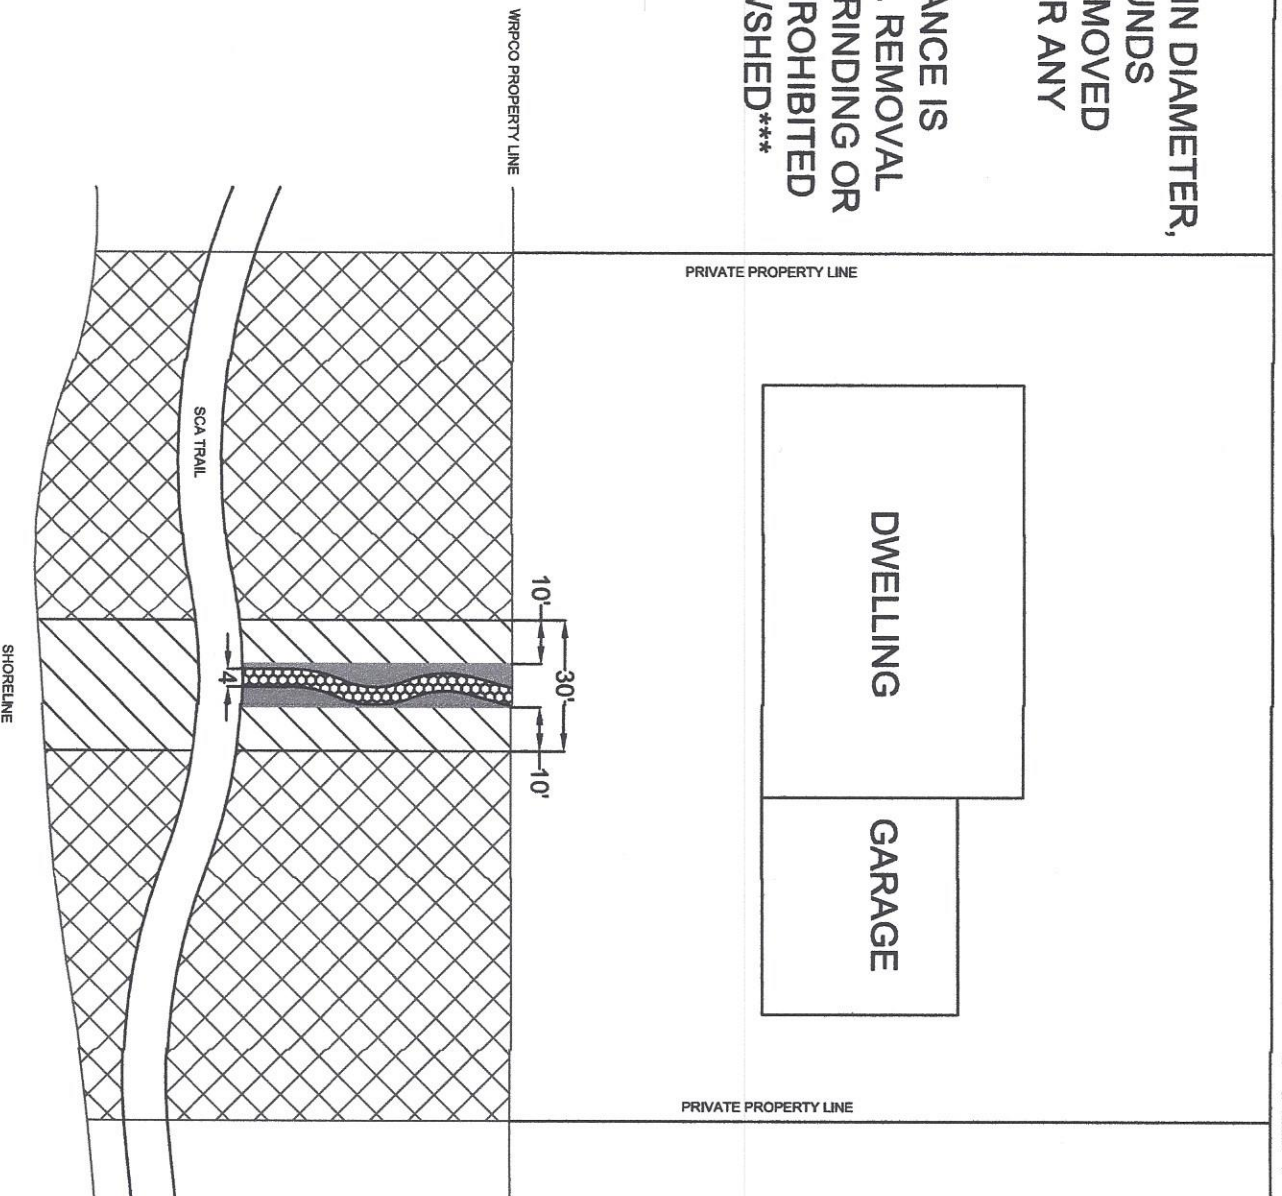 IN DIAMETER,
UNDS
MOVED
R ANY
ANCE IS
REMOVAL
RINDING OR
ROHIBITED
/SHED***
PRIVATE PROPERTY LINE
DWELLING
GARAGE
PRIVATE PROPERTY LINE
WRPCO PROPERTY LINE
30'
10'
10'
4'
SCA TRAIL
SHORELINE